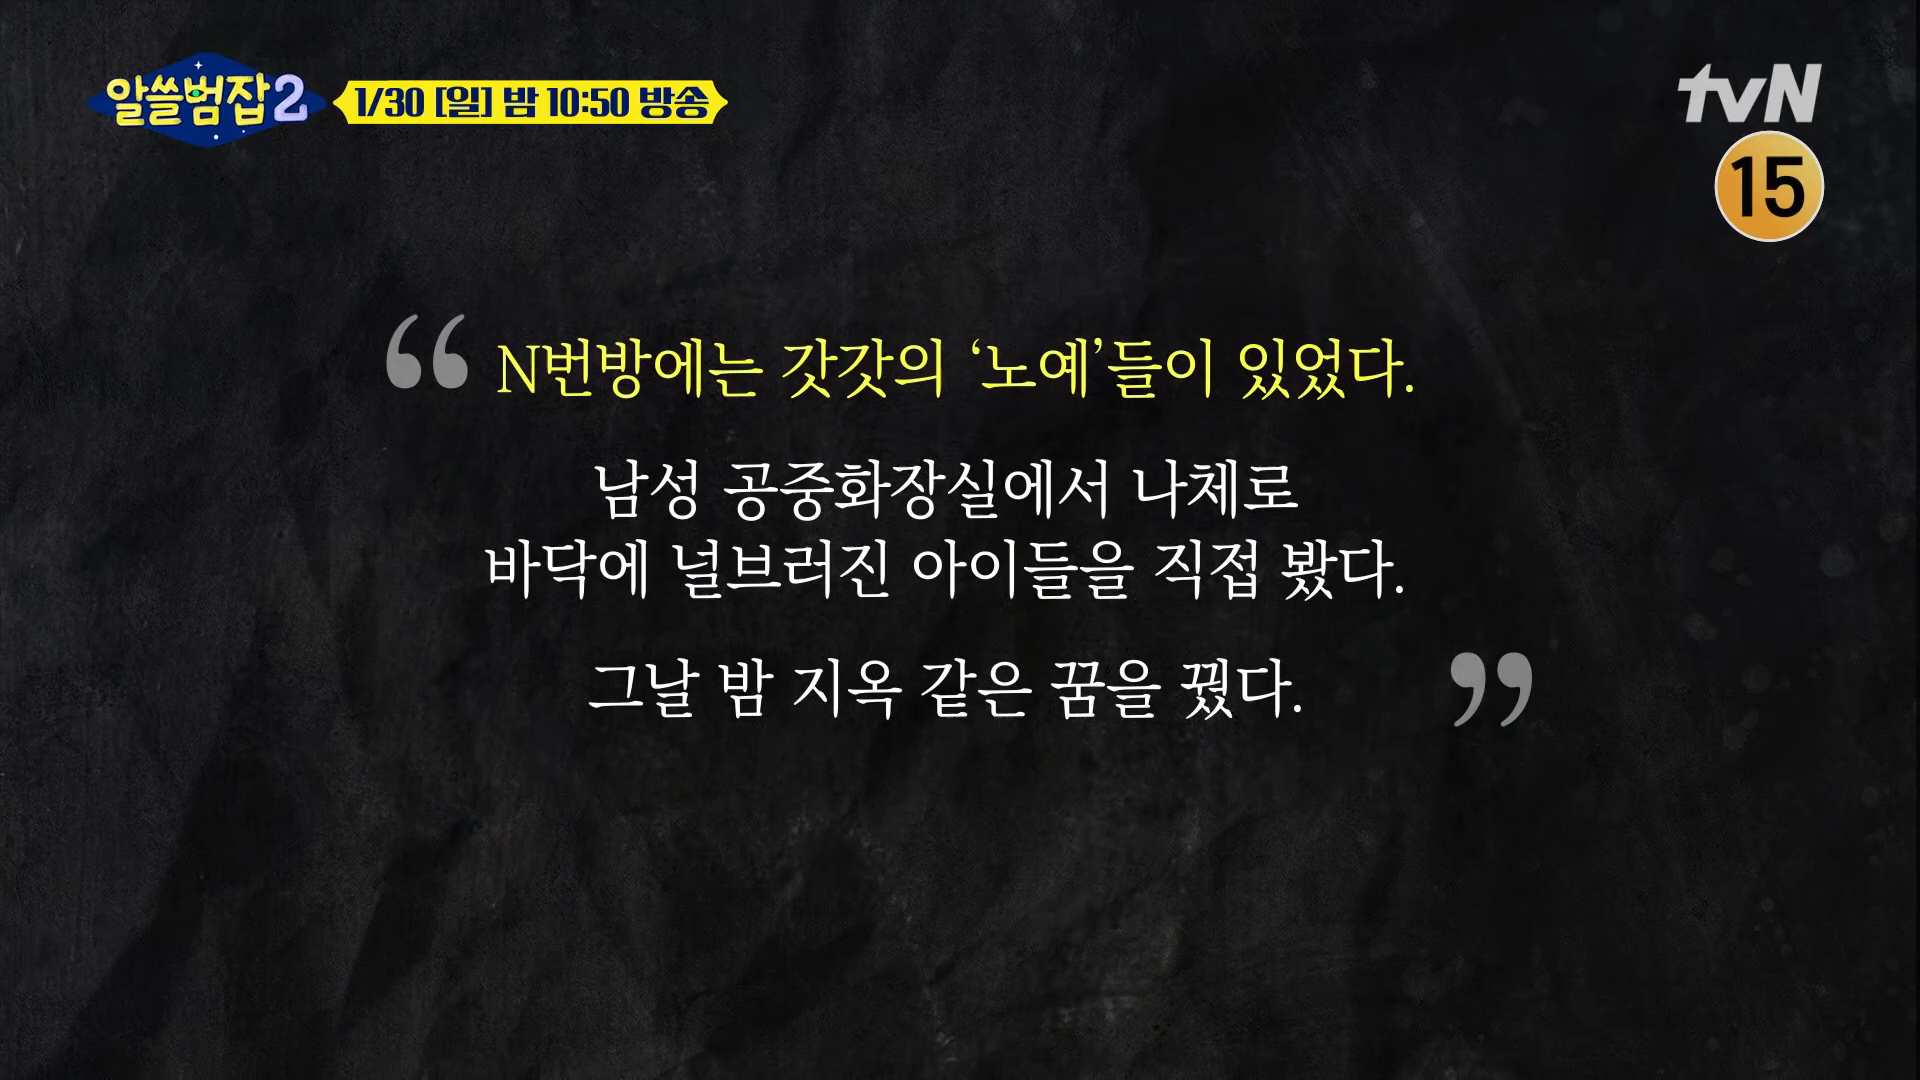 알쓸범잡2
1/30 [일] 밤 10:50 방송
tvN
15
“ N번방에는 갓갓의 ‘노예’들이 있었다.
남성 공중화장실에서 나체로
바닥에 널브러진 아이들을 직접 봤다.
그날 밤 지옥 같은 꿈을 꿨다. ”